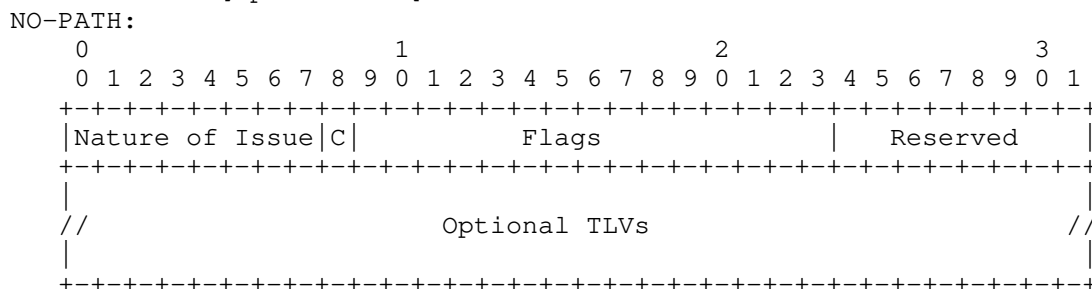 NO-PATH:
    0                   1                   2                   3
    0 1 2 3 4 5 6 7 8 9 0 1 2 3 4 5 6 7 8 9 0 1 2 3 4 5 6 7 8 9 0 1
   +-+-+-+-+-+-+-+-+-+-+-+-+-+-+-+-+-+-+-+-+-+-+-+-+-+-+-+-+-+-+-+-+
   |Nature of Issue|C|          Flags              |   Reserved    |
   +-+-+-+-+-+-+-+-+-+-+-+-+-+-+-+-+-+-+-+-+-+-+-+-+-+-+-+-+-+-+-+-+
   |                                                               |
   //                      Optional TLVs                          //
   |                                                               |
   +-+-+-+-+-+-+-+-+-+-+-+-+-+-+-+-+-+-+-+-+-+-+-+-+-+-+-+-+-+-+-+-+